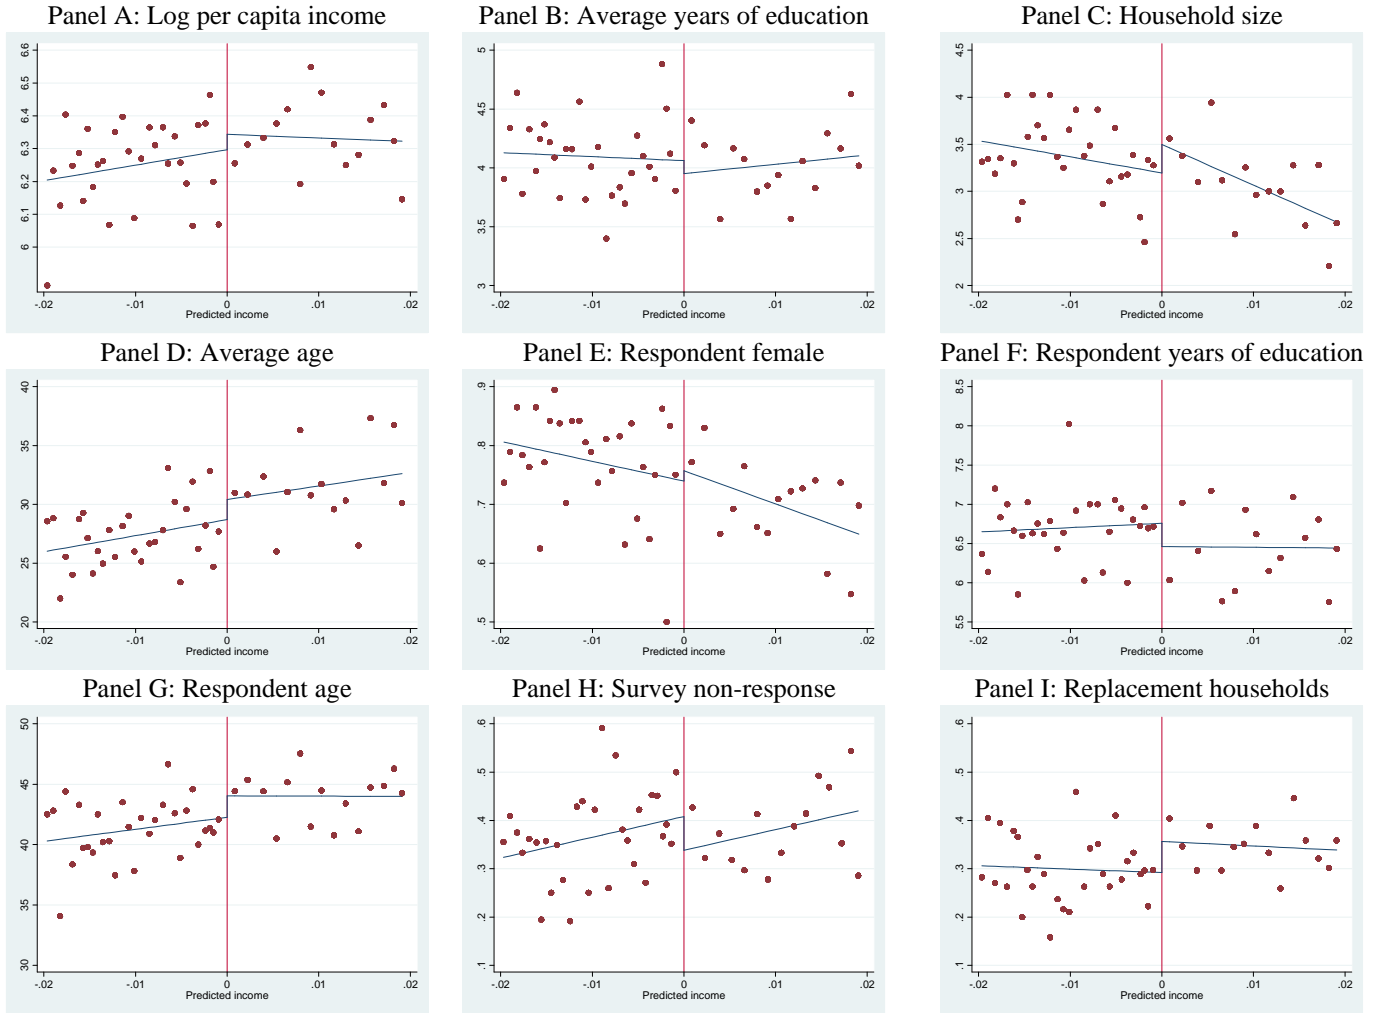 Panel A: Log per capita income
6.6
6.5
6.4
6.3
6.2
6.1
6
-.02 -.01 0 .01 .02
Predicted income
Panel B: Average years of education
5
4.5
4
3.5
3
-.02 -.01 0 .01 .02
Predicted income
Panel C: Household size
4.5
4
3.5
3
2.5
2
-.02 -.01 0 .01 .02
Predicted income
Panel D: Average age
40
35
30
25
20
-.02 -.01 0 .01 .02
Predicted income
Panel E: Respondent female
.9
.8
.7
.6
.5
-.02 -.01 0 .01 .02
Predicted income
Panel F: Respondent years of education
8.5
8
7.5
7
6.5
6
5.5
-.02 -.01 0 .01 .02
Predicted income
Panel G: Respondent age
50
45
40
35
30
-.02 -.01 0 .01 .02
Predicted income
Panel H: Survey non-response
.6
.5
.4
.3
.2
.1
-.02 -.01 0 .01 .02
Predicted income
Panel I: Replacement households
.6
.5
.4
.3
.2
.1
-.02 -.01 0 .01 .02
Predicted income